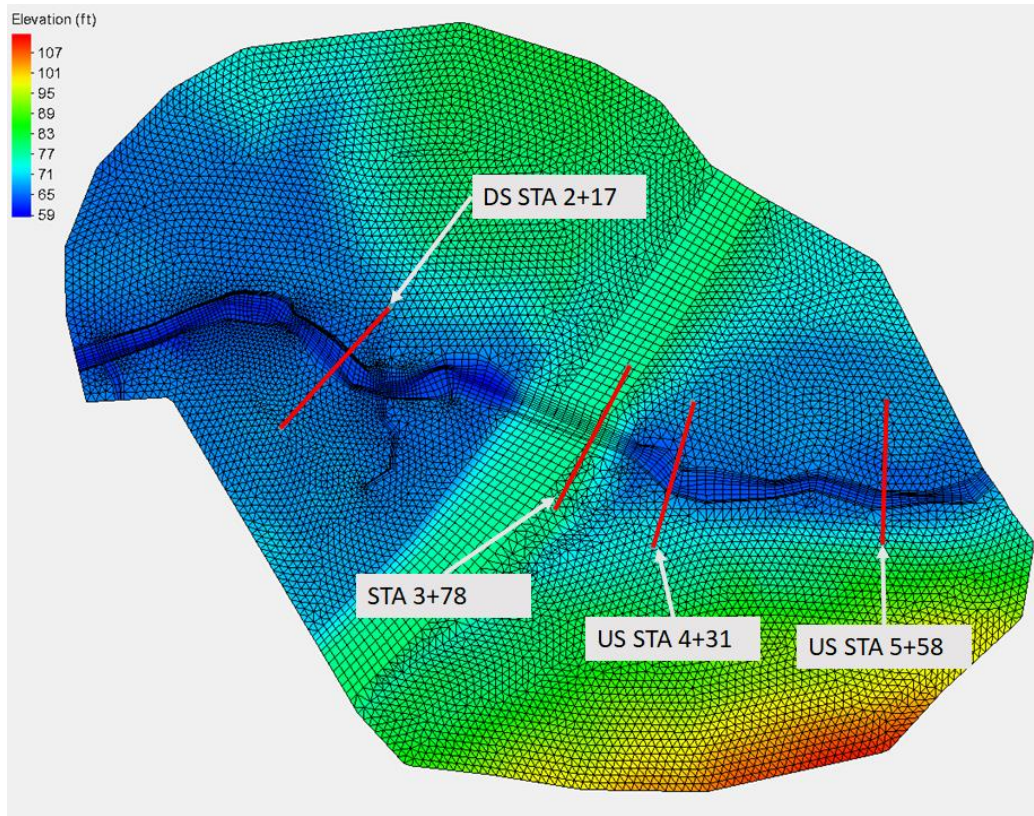 Elevation (ft)
107
101
95
89
83
77
71
65
59
DS STA 2+17
STA 3+78
US STA 4+31
US STA 5+58